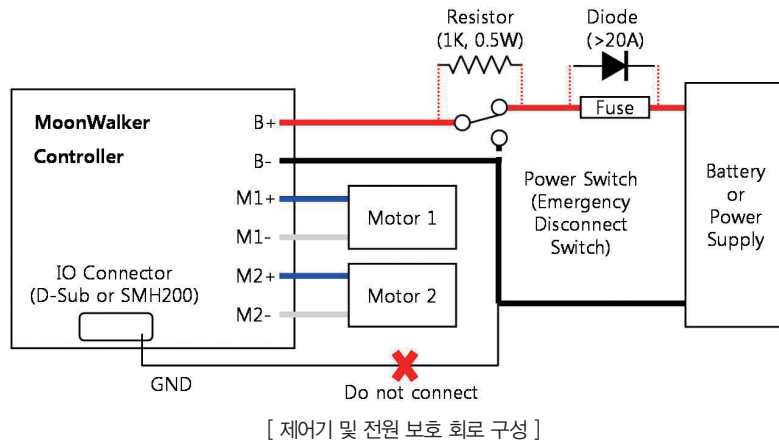 Resistor
(1K, 0.5W)
Diode
(>20A)
Fuse
MoonWalker
Controller
B+
B-
M1+
M1-
M2+
M2-
Motor 1
Motor 2
Power Switch
(Emergency
Disconnect
Switch)
Battery
or
Power
Supply
IO Connector
(D-Sub or SMH200)
GND
Do not connect
[ 제어기 및 전원 보호 회로 구성 ]